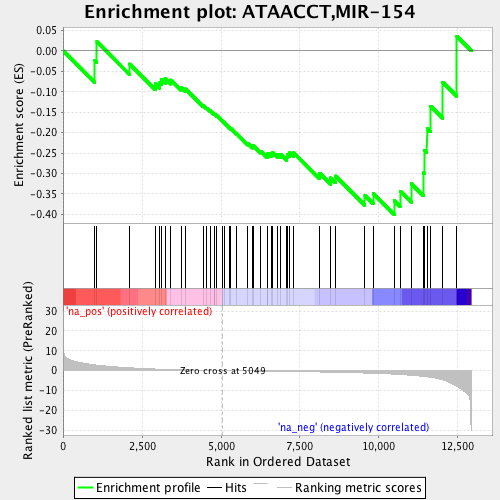 Enrichment plot: ATAACCT,MIR-154
Enrichment score (ES)
0.05
0.00
-0.05
-0.10
-0.15
-0.20
-0.25
-0.30
-0.35
-0.40
'na_pos' (positively correlated)
Ranked list metric (PreRanked)
30
20
10
0
-10
-20
-30
Zero cross at 5049
'na_neg' (negatively correlated)
0
2,500
5,000
7,500
10,000
12,500
Rank in Ordered Dataset
Enrichment profile
Hits
Ranking metric scores